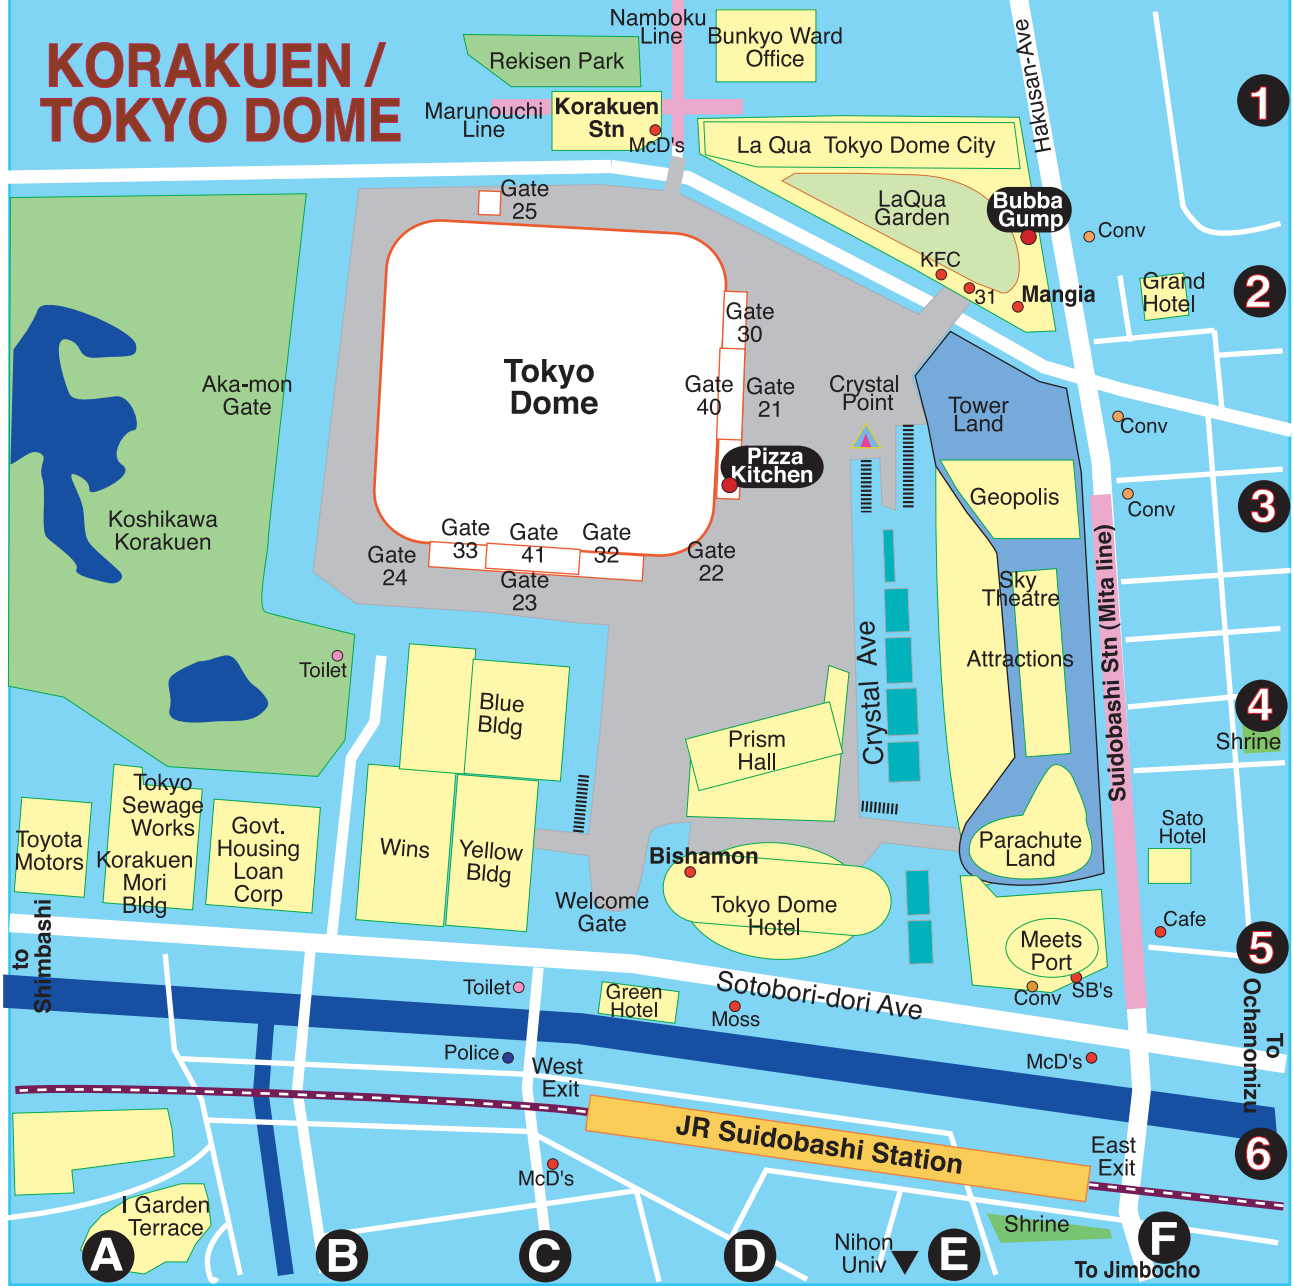 KORAKUEN /
TOKYO DOME
Namboku
Line
Bunkyo Ward
Office
Rekisen Park
Hakusan-Ave
1
Marunouchi
Line
Korakuen
Stn
McD's
La Qua Tokyo Dome City
Gate
25
LaQua
Garden
Bubba
Gump
Conv
KFC
31
Mangia
Grand
Hotel
2
Gate
30
Tokyo
Dome
Aka-mon
Gate
Gate
40
Gate
21
Crystal
Point
Tower
Land
Conv
Pizza
Kitchen
Geopolis
Conv
3
Koshikawa
Korakuen
Gate
33
Gate
41
Gate
32
Gate
24
Gate
23
Gate
22
Sky
Theatre
Attractions
Suidobashi Stn (Mita line)
Crystal Ave
Toilet
Blue
Bldg
Prism
Hall
4
Shrine
Tokyo
Sewage
Works
Toyota
Motors
Korakuen
Mori
Bldg
Govt.
Housing
Loan
Corp
Wins
Yellow
Bldg
Bishamon
Parachute
Land
Sato
Hotel
Welcome
Gate
Tokyo Dome
Hotel
Cafe
Meets
Port
5
to
Shimbashi
Toilet
Green
Hotel
Sotobori-dori Ave
Moss
Conv
SB's
To
Ochanomizu
Police
West
Exit
McD's
JR Suidobashi Station
East
Exit
6
McD's
I Garden
Terrace
Shrine
Nihon
Univ
A
B
C
D
E
F
To Jimbocho